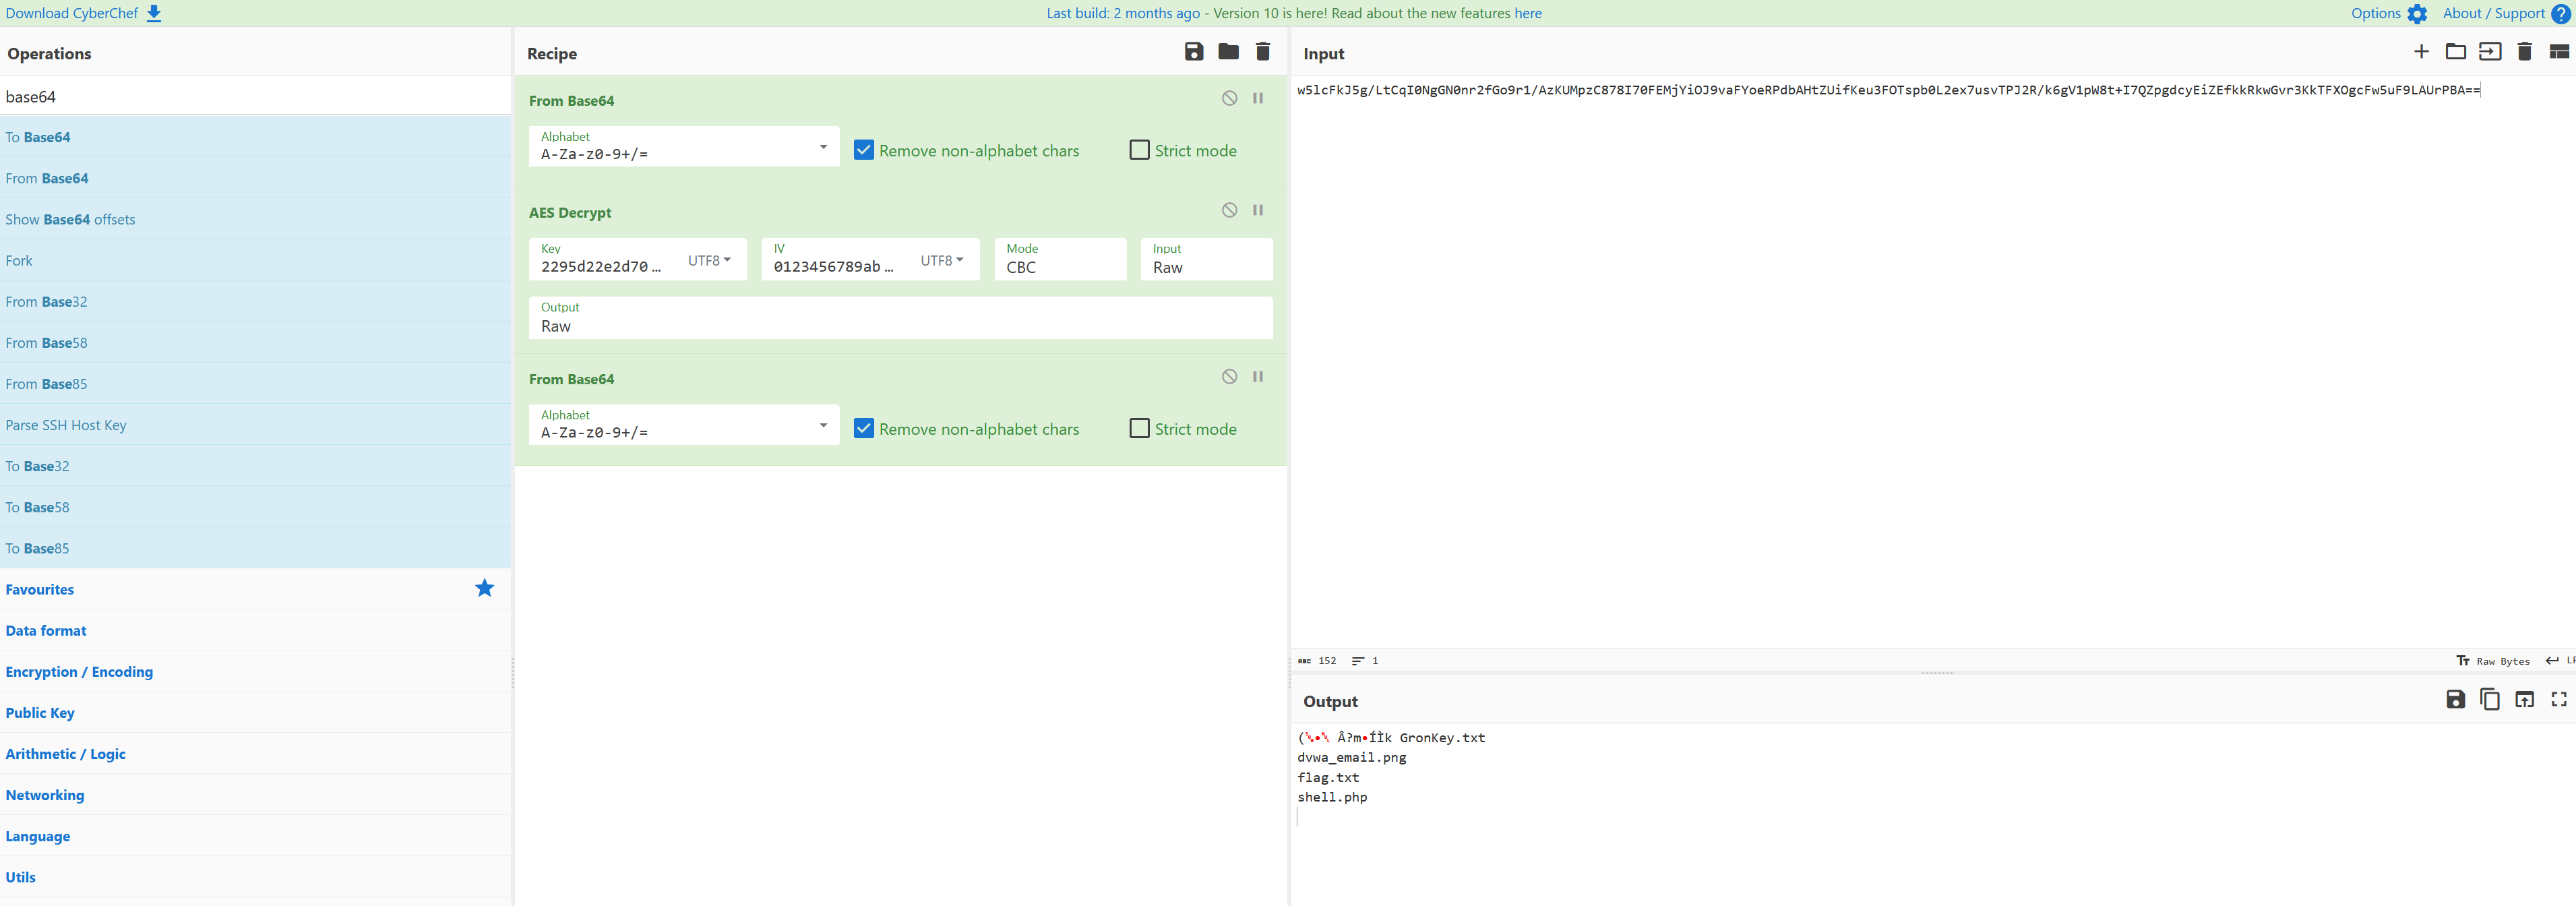 Download CyberChef
Last build: 2 months ago - Version 10 is here! Read about the new features here
Options
About / Support
Operations
base64
To Base64
From Base64
Show Base64 offsets
Fork
From Base32
From Base58
From Base85
Parse SSH Host Key
To Base32
To Base58
To Base85
Favourites
Data format
Encryption / Encoding
Public Key
Arithmetic / Logic
Networking
Language
Utils
Recipe
From Base64
Alphabet
A-Za-z0-9+/=
Remove non-alphabet chars
Strict mode
AES Decrypt
Key
2295d22e2d70 ...
UTF8
IV
0123456789ab ...
UTF8
Mode
CBC
Input
Raw
Output
Raw
From Base64
Alphabet
A-Za-z0-9+/=
Remove non-alphabet chars
Strict mode
Input
w5lcFkJ5g/LtCqI0NgGN0nr2fGo9r1/AzKUMpzC878I70FEMjYiOJ9vaFYoeRPdbAHtZUifKeu3FOTspb0L2ex7usvTPJ2R/k6gV1pW8t+I7QZpgdcyEiZEfkkRkwGvr3KkTFXOgcFw5uF9LAUrPBA==
ABC 152 1
Raw Bytes
Output
GronKey.txt
dvwa_email.png
flag.txt
shell.php